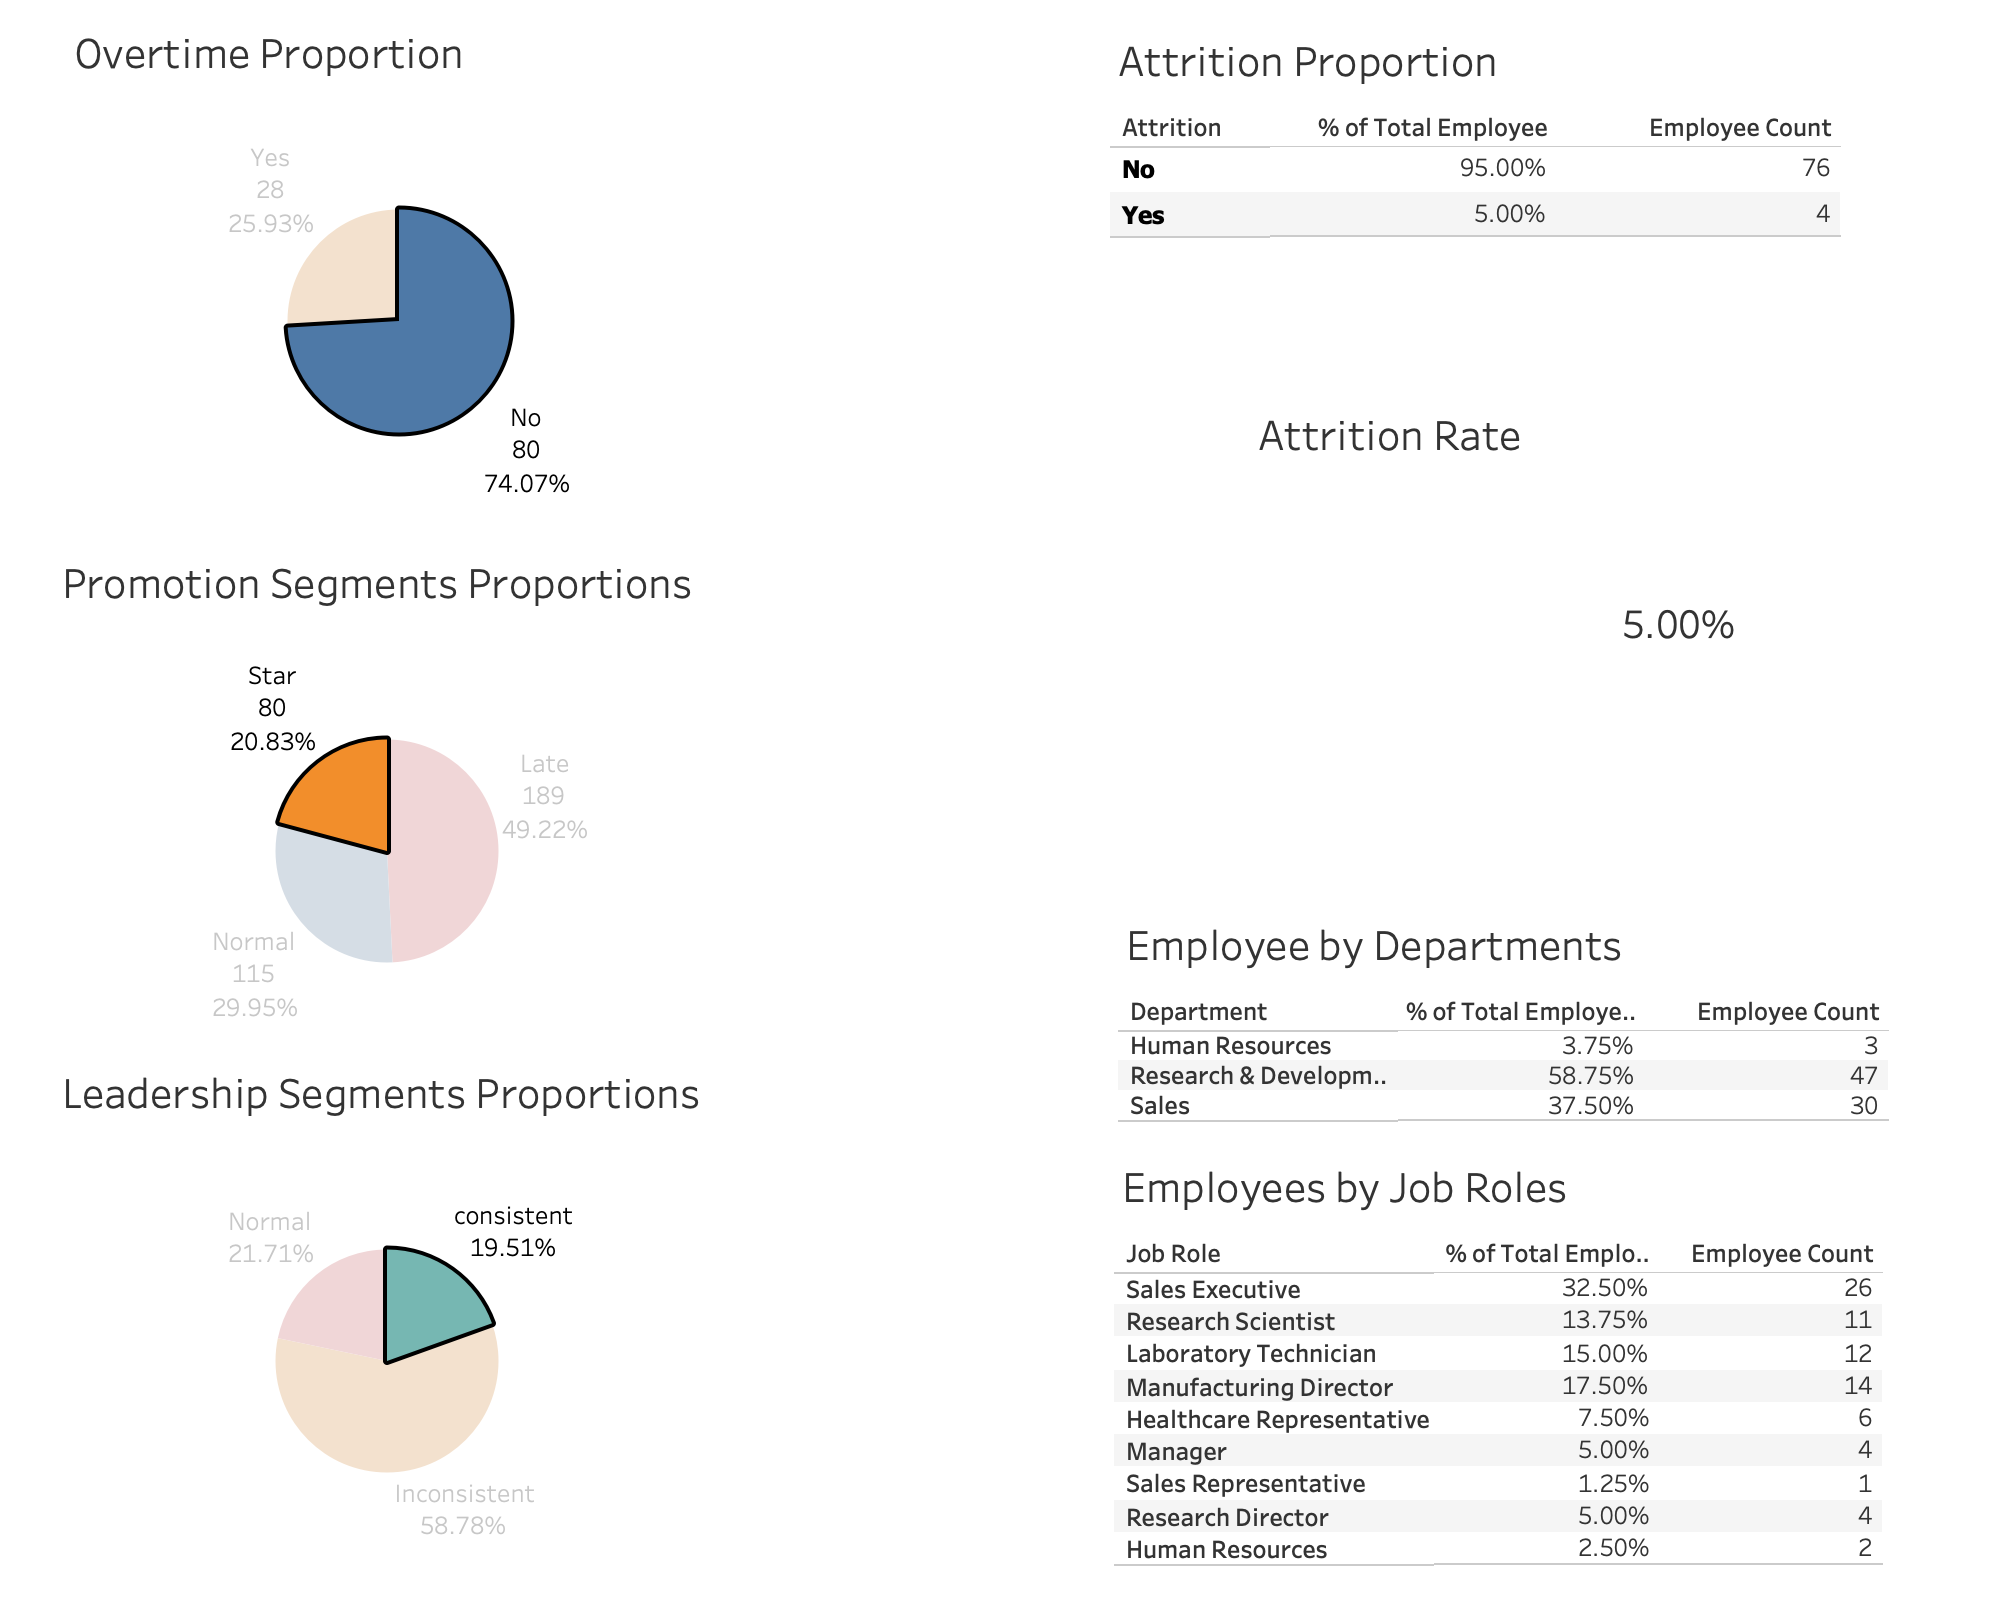 Overtime Proportion
Yes
28
25.93%
No
80
74.07%
Promotion Segments Proportions
Star
80
20.83%
Late
189
49.22%
Normal
115
29.95%
Leadership Segments Proportions
Normal
21.71%
consistent
19.51%
Inconsistent
58.78%
Attrition Proportion
Attrition % of Total Employee Employee Count
No 95.00% 76
Yes 5.00% 4
Attrition Rate
5.00%
Employee by Departments
Department % of Total Employe.. Employee Count
Human Resources 3.75% 3
Research & Developm.. 58.75% 47
Sales 37.50% 30
Employees by Job Roles
Job Role % of Total Emplo.. Employee Count
Sales Executive 32.50% 26
Research Scientist 13.75% 11
Laboratory Technician 15.00% 12
Manufacturing Director 17.50% 14
Healthcare Representative 7.50% 6
Manager 5.00% 4
Sales Representative 1.25% 1
Research Director 5.00% 4
Human Resources 2.50% 2